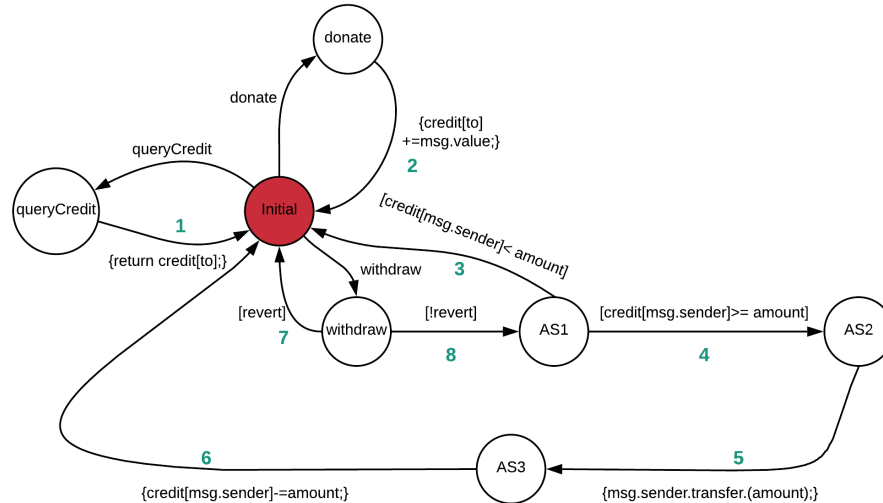 donate
donate
{credit[to]
+=msg.value;}
2
queryCredit
queryCredit
1
{return credit[to];}
Initial
[credit[msg.sender]< amount]
3
withdraw
[revert]
7
withdraw
[!revert]
8
AS1
[credit[msg.sender]>= amount]
4
AS2
6
{credit[msg.sender]-=amount;}
AS3
5
{msg.sender.transfer.(amount);}